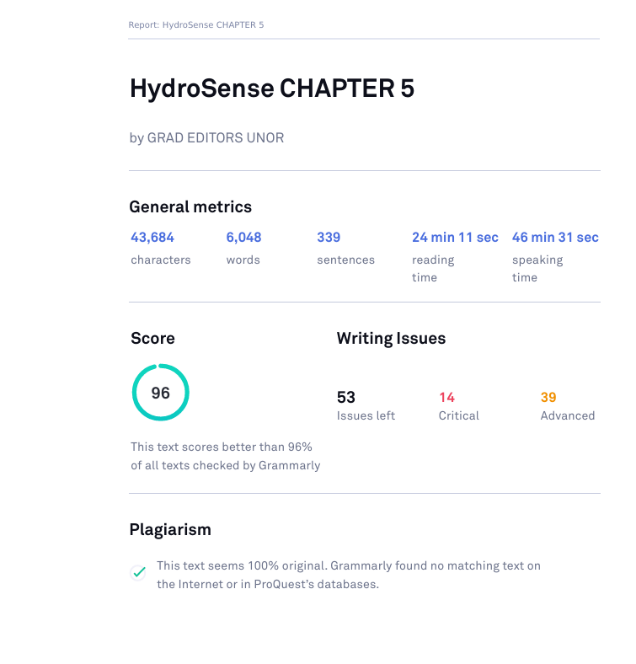 Report: HydroSense CHAPTER 5
HydroSense CHAPTER 5
by GRAD EDITORS UNOR
General metrics
43,684 6,048 339 24 min 11 sec 46 min 31 sec
characters words sentences reading speaking
time time
Score Writing Issues
96
53 14 39
Issues left Critical Advanced
This text scores better than 96%
of all texts checked by Grammarly
Plagiarism
This text seems 100% original. Grammarly found no matching text on
the Internet or in ProQuest's databases.